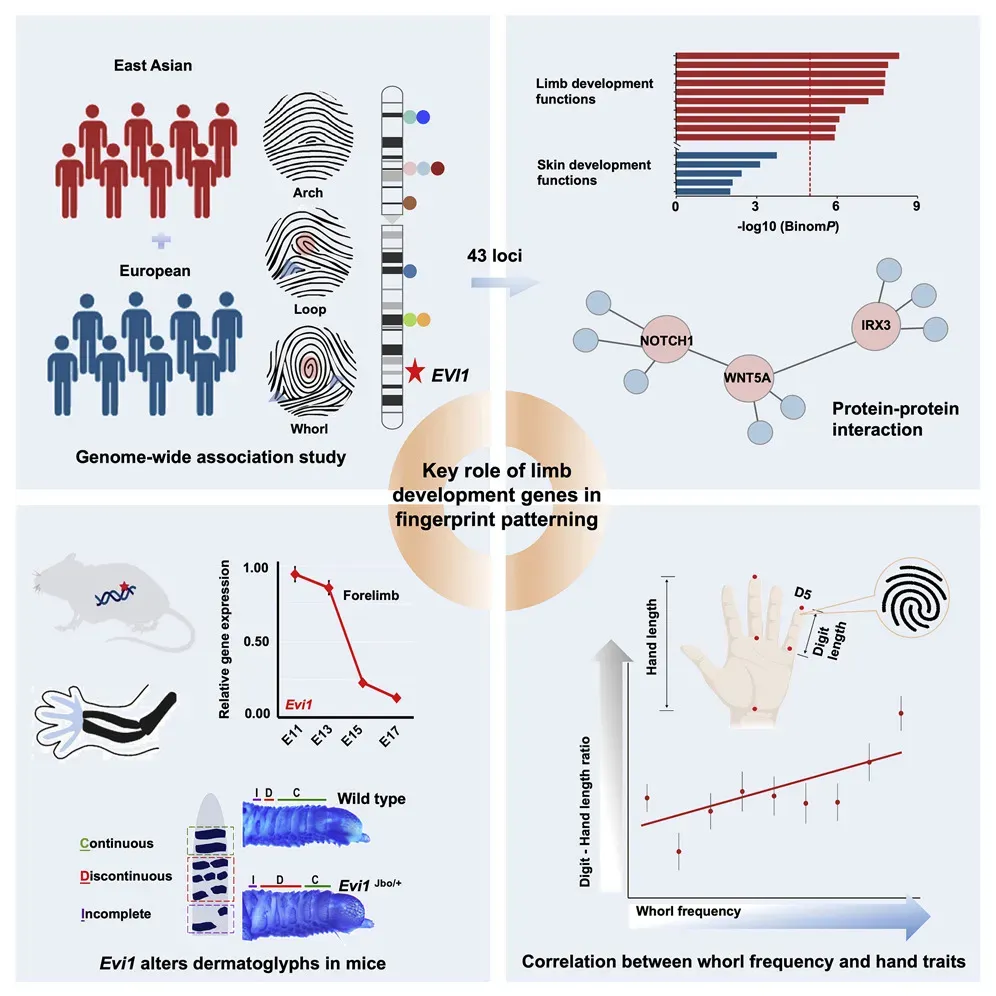 East Asian
European
Arch
Loop
Whorl
EVI1
Genome-wide association study
43 loci
Limb development
functions
Skin development
functions
0
3
6
9
-log10 (BinomP)
NOTCH1
WNT5A
IRX3
Protein-protein
interaction
Key role of limb
development genes in
fingerprint patterning
Relative gene expression
1.00
0.50
0.00
Forelimb
Evi1
E11
E13
E15
E17
Continuous
Discontinuous
Incomplete
I D C
Wild type
I D C
Evi1 Jbo/+
Evi1 alters dermatoglyphs in mice
Hand length
D5
Digit
length
Digit - Hand length ratio
Whorl frequency
Correlation between whorl frequency and hand traits